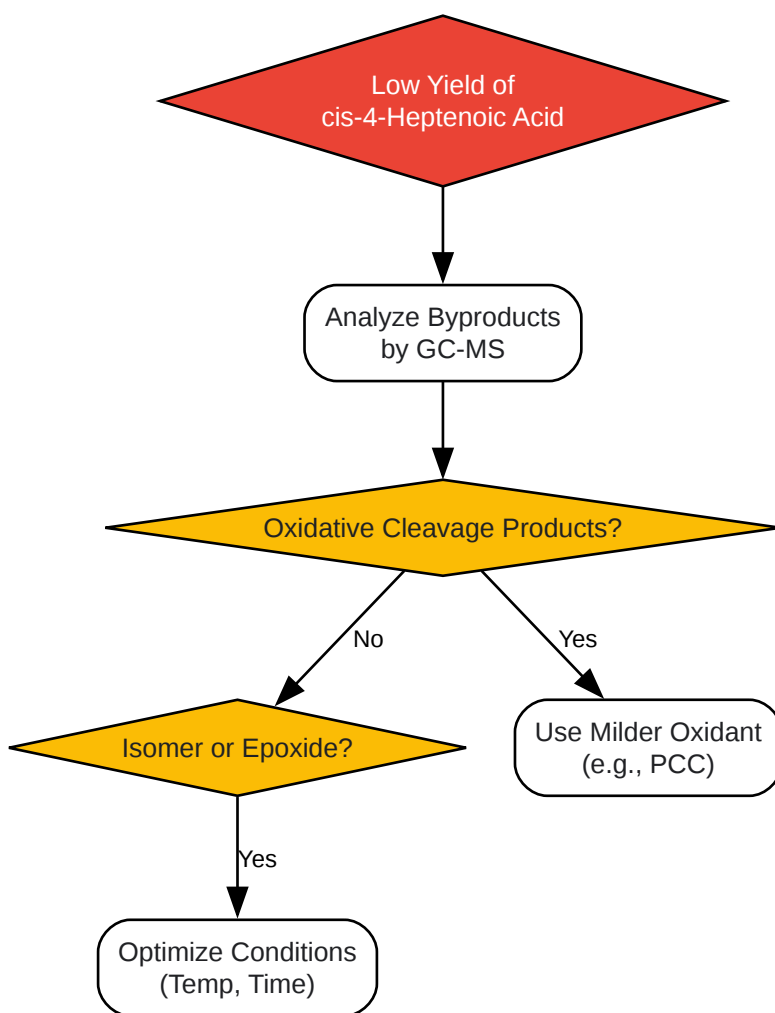 Low Yield of
cis-4-Heptenoic Acid
Analyze Byproducts
by GC-MS
Oxidative Cleavage Products?
No
Yes
Isomer or Epoxide?
Use Milder Oxidant
(e.g., PCC)
Yes
Optimize Conditions
(Temp, Time)